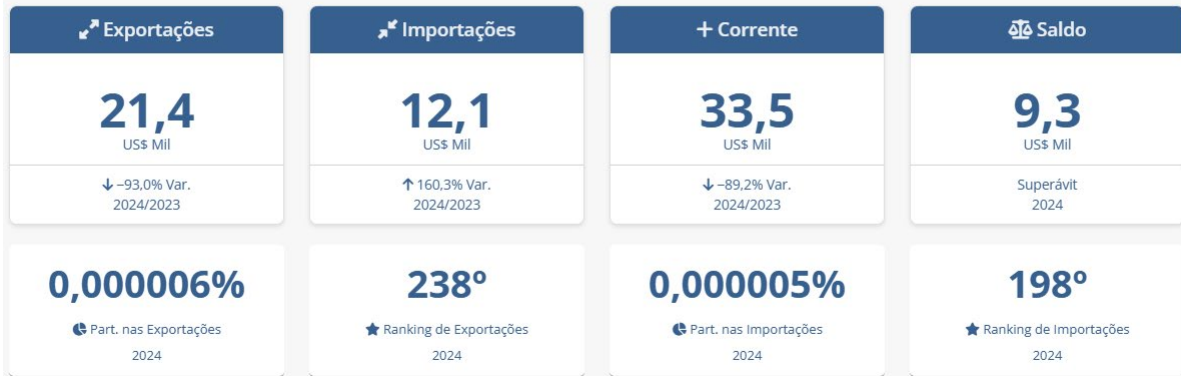 Exportações
Importações
+ Corrente
Saldo
21,4
US$ Mil
12,1
US$ Mil
33,5
US$ Mil
9,3
US$ Mil
↓ −93,0% Var.
2024/2023
↑ 160,3% Var.
2024/2023
↓ −89,2% Var.
2024/2023
Superávit
2024
0,000006%
Part. nas Exportações
2024
238º
Ranking de Exportações
2024
0,000005%
Part. nas Importações
2024
198º
Ranking de Importações
2024